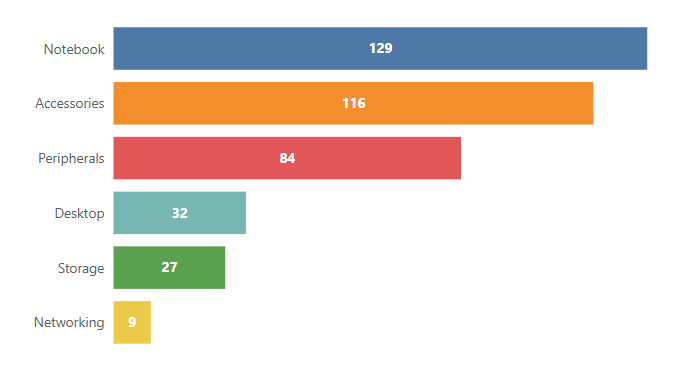 Notebook 129
Accessories 116
Peripherals 84
Desktop 32
Storage 27
Networking 9